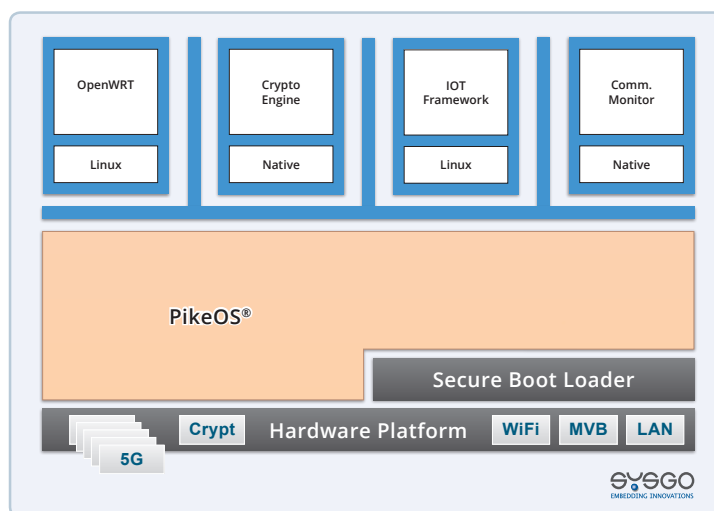 OpenWRT
Linux
Crypto
Engine
Native
IOT
Framework
Linux
Comm.
Monitor
Native
PikeOS®
Secure Boot Loader
5G
Crypt
Hardware Platform
WiFi
MVB
LAN
SYSGO
EMBEDDING INNOVATIONS